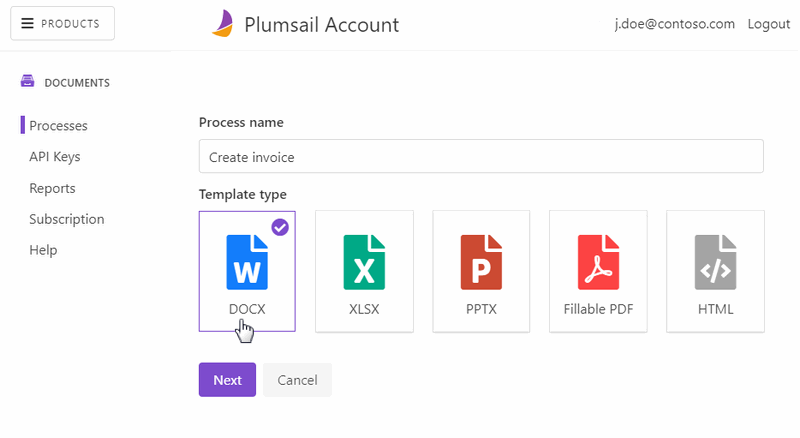 PRODUCTS
Plumsail Account
j.doe@contoso.com Logout
DOCUMENTS
Processes
API Keys
Reports
Subscription
Help
Process name
Create invoice
Template type
W X P </>
DOCX XLSX PPTX Fillable PDF HTML
Next Cancel